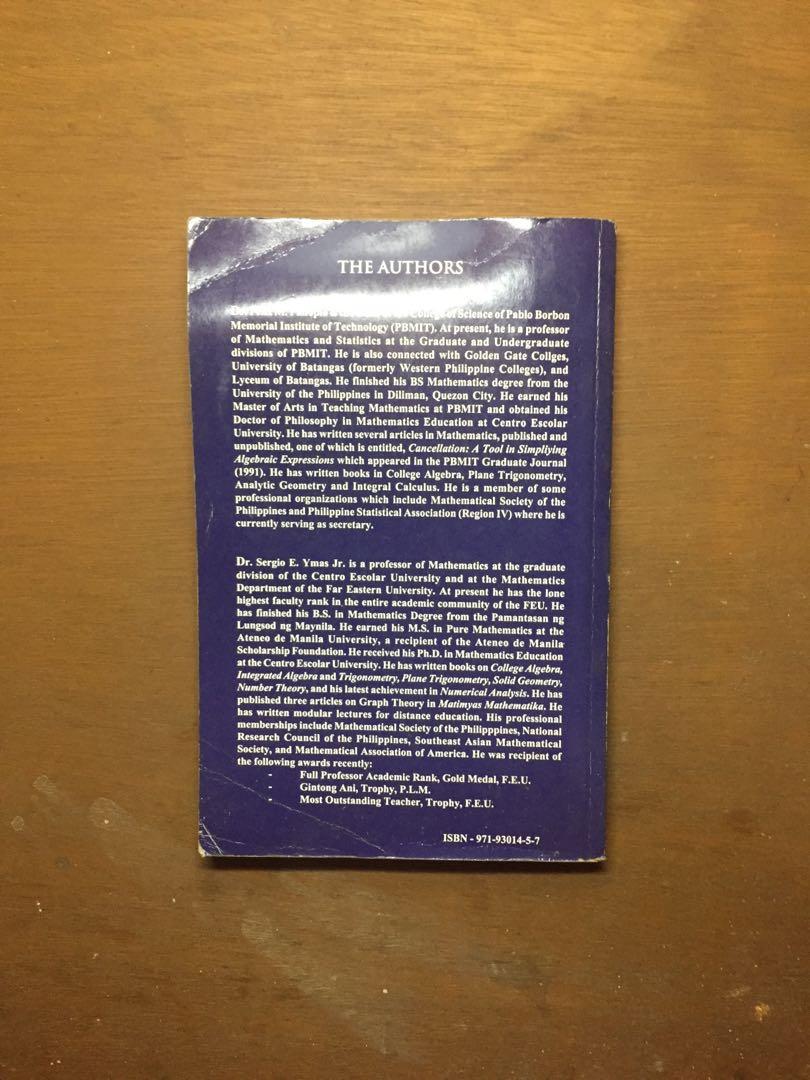 THE AUTHORS
College of Science of Pablo Borbon
Memorial Institute of Technology (PBMIT). At present, he is a professor
of Mathematics and Statistics at the Graduate and Undergraduate
divisions of PBMIT. He is also connected with Golden Gate Collges,
University of Batangas (formerly Western Philippine Colleges), and
Lyceum of Batangas. He finished his BS Mathematics degree from the
University of the Philippines in Diliman, Quezon City. He earned his
Master of Arts in Teaching Mathematics at PBMIT and obtained his
Doctor of Philosophy in Mathematics Education at Centro Escolar
University. He has written several articles in Mathematics, published and
unpublished, one of which is entitled, Cancellation: A Tool in Simpliying
Algebraic Expressions which appeared in the PBMIT Graduate Journal
(1991). He has written books in College Algebra, Plane Trigonometry,
Analytic Geometry and Integral Calculus. He is a member of some
professional organizations which include Mathematical Society of the
Philippines and Philippine Statistical Association (Region IV) where he is
currently serving as secretary.
Dr. Sergio E. Ymas Jr. is a professor of Mathematics at the graduate
division of the Centro Escolar University and at the Mathematics
Department of the Far Eastern University. At present he has the lone
highest faculty rank in the entire academic community of the FEU. He
has finished his B.S. in Mathematics Degree from the Pamantasan ng
Lungsod ng Maynila. He earned his M.S. in Pure Mathematics at the
Ateneo de Manila University, a recipient of the Ateneo de Manila
Scholarship Foundation. He received his Ph.D. in Mathematics Education
at the Centro Escolar University. He has written books on College Algebra,
Integrated Algebra and Trigonometry, Plane Trigonometry, Solid Geometry,
Number Theory, and his latest achievement in Numerical Analysis. He has
published three articles on Graph Theory in Matimyas Mathematika. He
has written modular lectures for distance education. His professional
memberships include Mathematical Society of the Philipppines, National
Research Council of the Philippines, Southeast Asian Mathematical
Society, and Mathematical Association of America. He was recipient of
the following awards recently:
- Full Professor Academic Rank, Gold Medal, F.E.U.
- Gintong Ani, Trophy, P.L.M.
- Most Outstanding Teacher, Trophy, F.E.U.
ISBN - 971-93014-5-7